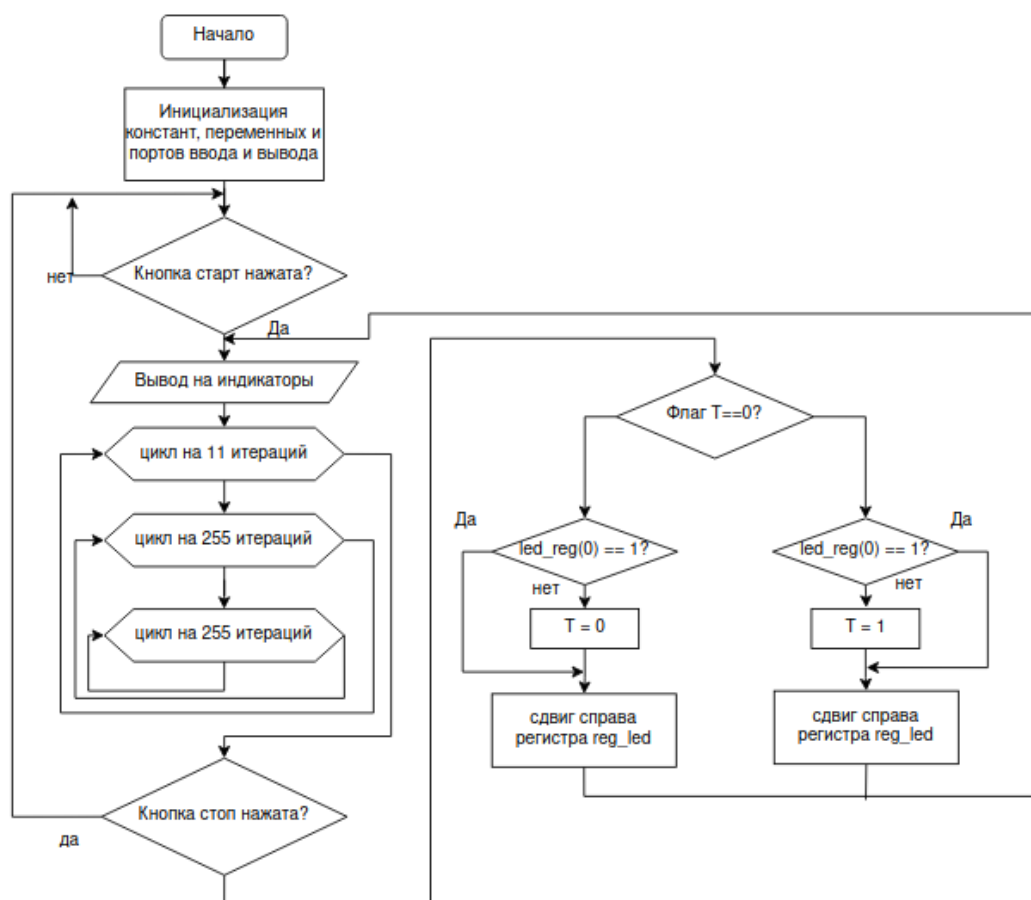 Начало
Инициализация
констант, переменных и
портов ввода и вывода
Кнопка старт нажата?
нет
Да
Вывод на индикаторы
цикл на 11 итераций
цикл на 255 итераций
цикл на 255 итераций
Кнопка стоп нажата?
да
Флаг T==0?
Да
led_reg(0) == 1?
нет
T = 0
сдвиг справа
регистра reg_led
Да
led_reg(0) == 1?
нет
T = 1
сдвиг справа
регистра reg_led